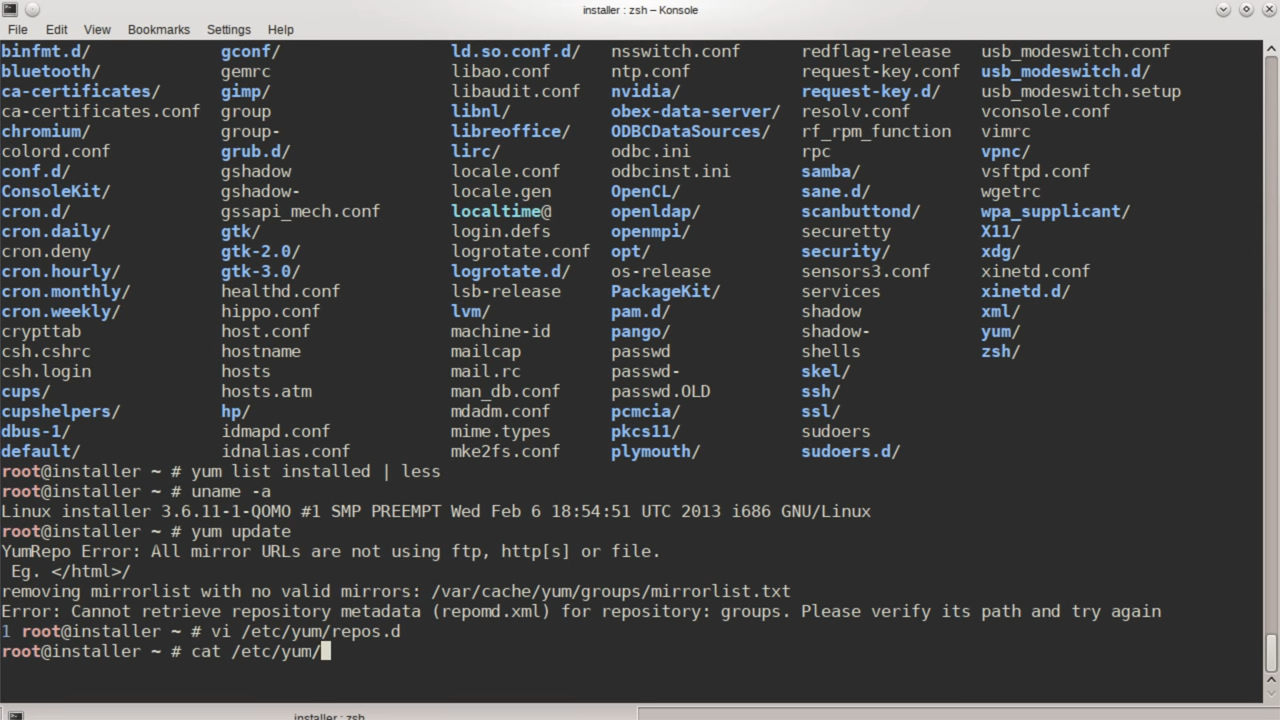 installer : zsh – Konsole
File Edit View Bookmarks Settings Help
binfmt.d/ gconf/ ld.so.conf.d/ nsswitch.conf redflag-release usb_modeswitch.conf
bluetooth/ gemrc libao.conf ntp.conf request-key.conf usb_modeswitch.d/
ca-certificates/ gimp/ libaudit.conf nvidia/ request-key.d/ usb_modeswitch.setup
ca-certificates.conf group libnl/ obex-data-server/ resolv.conf vconsole.conf
chromium/ group- libreoffice/ ODBCDataSources/ rf_rpm_function vimrc
colord.conf grub.d/ lirc/ odbc.ini rpc vpnc/
conf.d/ gshadow locale.conf odbcinst.ini samba/ vsftpd.conf
ConsoleKit/ gshadow- locale.gen OpenCL/ sane.d/ wgetrc
cron.d/ gssapi_mech.conf localtime@ openldap/ scanbuttond/ wpa_supplicant/
cron.daily/ gtk/ login.defs openmpi/ securetty X11/
cron.deny gtk-2.0/ logrotate.conf opt/ security/ xdg/
cron.hourly/ gtk-3.0/ logrotate.d/ os-release sensors3.conf xinetd.conf
cron.monthly/ healthd.conf lsb-release PackageKit/ services xinetd.d/
cron.weekly/ hippo.conf lvm/ pam.d/ shadow xml/
crypttab host.conf machine-id pango/ shadow- yum/
csh.cshrc hostname mailcap passwd shells zsh/
csh.login hosts mail.rc passwd- skel/
cups/ hosts.atm man_db.conf passwd.OLD ssh/
cupshelpers/ hp/ mdadm.conf pcmcia/ ssl/
dbus-1/ idmapd.conf mime.types pkcs11/ sudoers
default/ idnalias.conf mke2fs.conf plymouth/ sudoers.d/
root@installer ~ # yum list installed | less
root@installer ~ # uname -a
Linux installer 3.6.11-1-QOMO #1 SMP PREEMPT Wed Feb 6 18:54:51 UTC 2013 i686 GNU/Linux
root@installer ~ # yum update
YumRepo Error: All mirror URLs are not using ftp, http[s] or file.
 Eg. </html>/
removing mirrorlist with no valid mirrors: /var/cache/yum/groups/mirrorlist.txt
Error: Cannot retrieve repository metadata (repomd.xml) for repository: groups. Please verify its path and try again
1 root@installer ~ # vi /etc/yum/repos.d
root@installer ~ # cat /etc/yum/
installer : zsh